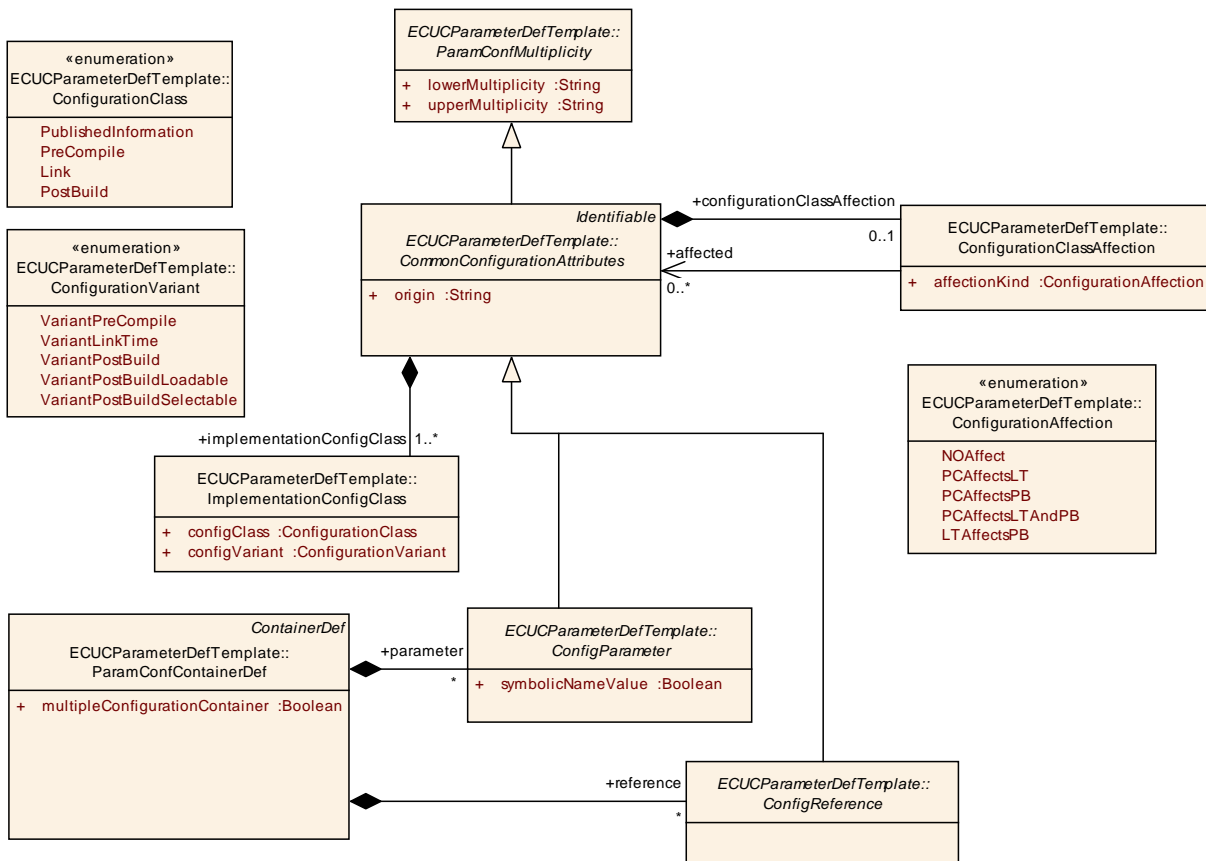 ECUCParameterDefTemplate::
ParamConfMultiplicity
+ lowerMultiplicity :String
+ upperMultiplicity :String
«enumeration»
ECUCParameterDefTemplate::
ConfigurationClass
PublishedInformation
PreCompile
Link
PostBuild
Identifiable
ECUCParameterDefTemplate::
CommonConfigurationAttributes
+ origin :String
+configurationClassAffection
0..1
+affected
0..*
ECUCParameterDefTemplate::
ConfigurationClassAffection
+ affectionKind :ConfigurationAffection
«enumeration»
ECUCParameterDefTemplate::
ConfigurationVariant
VariantPreCompile
VariantLinkTime
VariantPostBuild
VariantPostBuildLoadable
VariantPostBuildSelectable
«enumeration»
ECUCParameterDefTemplate::
ConfigurationAffection
NOAffect
PCAffectsLT
PCAffectsPB
PCAffectsLTAndPB
LTAffectsPB
+implementationConfigClass 1..*
ECUCParameterDefTemplate::
ImplementationConfigClass
+ configClass :ConfigurationClass
+ configVariant :ConfigurationVariant
ContainerDef
ECUCParameterDefTemplate::
ParamConfContainerDef
+ multipleConfigurationContainer :Boolean
+parameter
*
ECUCParameterDefTemplate::
ConfigParameter
+ symbolicNameValue :Boolean
+reference
*
ECUCParameterDefTemplate::
ConfigReference